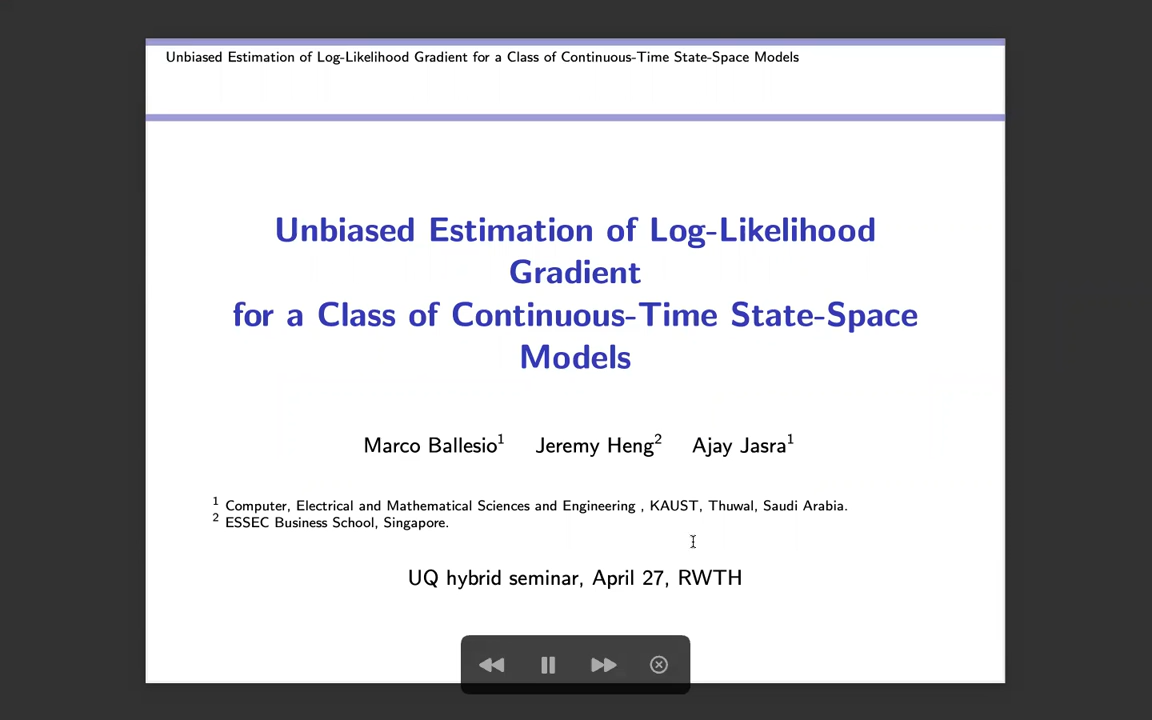 Unbiased Estimation of Log-Likelihood Gradient for a Class of Continuous-Time State-Space Models
Unbiased Estimation of Log-Likelihood
Gradient
for a Class of Continuous-Time State-Space
Models
Marco Ballesio¹ Jeremy Heng² Ajay Jasra¹
¹ Computer, Electrical and Mathematical Sciences and Engineering , KAUST, Thuwal, Saudi Arabia.
² ESSEC Business School, Singapore.
UQ hybrid seminar, April 27, RWTH